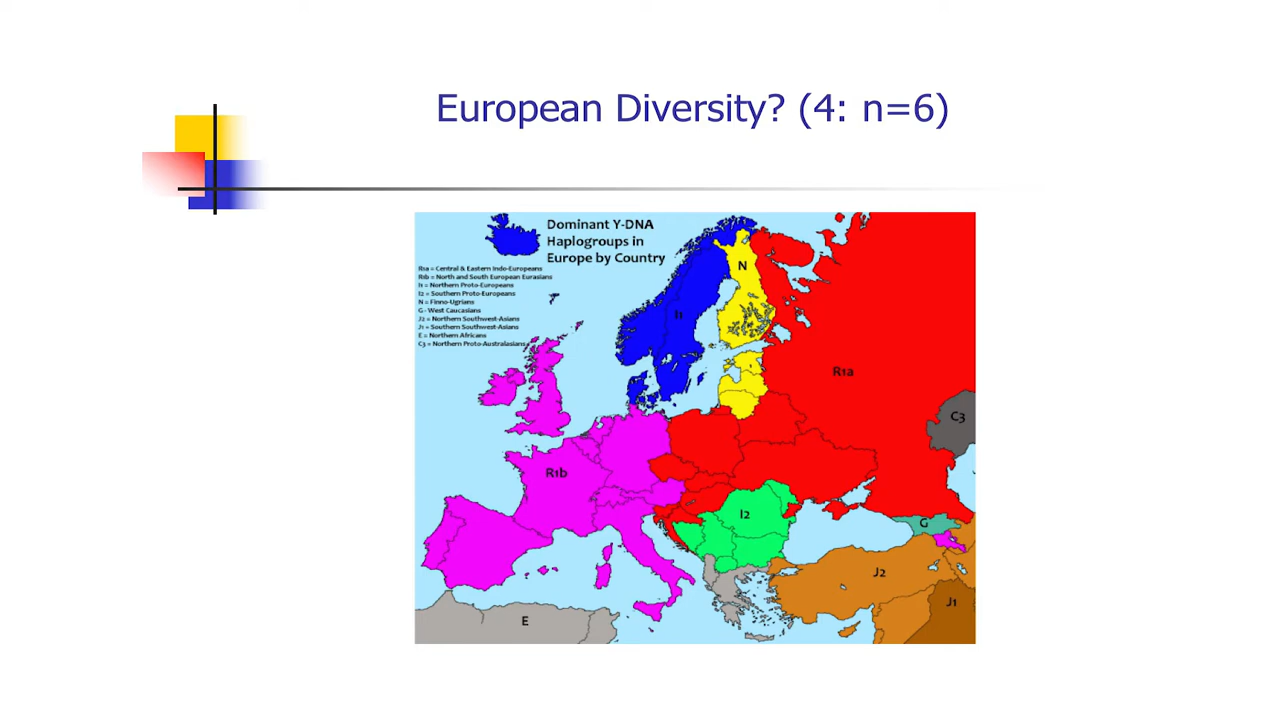 European Diversity? (4: n=6)
Dominant Y-DNA
Haplogroups in
Europe by Country
R1a = Central & Eastern Indo-Europeans
R1b = North and South European Eurasians
I1 = Northern Proto-Europeans
I2 = Southern Proto-Europeans
N = Finno-Ugrians
G - West Caucasians
J2 = Northern Southwest-Asians
J1 = Southern Southwest-Asians
E = Northern Africans
C3 = Northern Proto-Australasians
N
I1
R1a
C3
R1b
I2
G
J2
J1
E